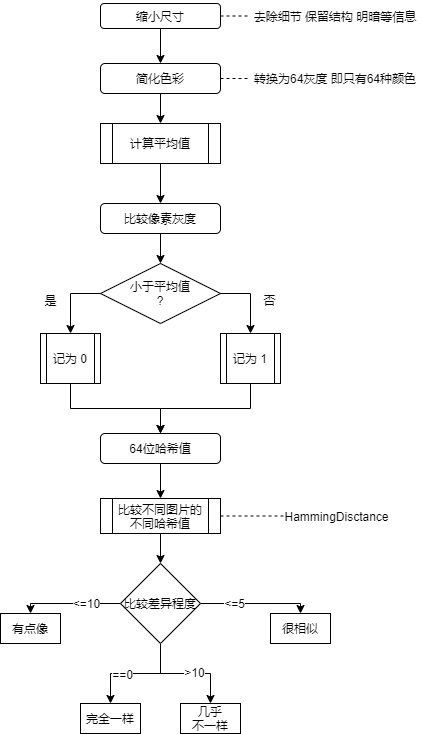 缩小尺寸
去除细节 保留结构 明暗等信息
简化色彩
转换为64灰度 即只有64种颜色
计算平均值
比较像素灰度
小于平均值
?
是
否
记为 0
记为 1
64位哈希值
比较不同图片的
不同哈希值
HammingDisctance
比较差异程度
<=10
<=5
有点像
很相似
==0
>10
完全一样
几乎
不一样